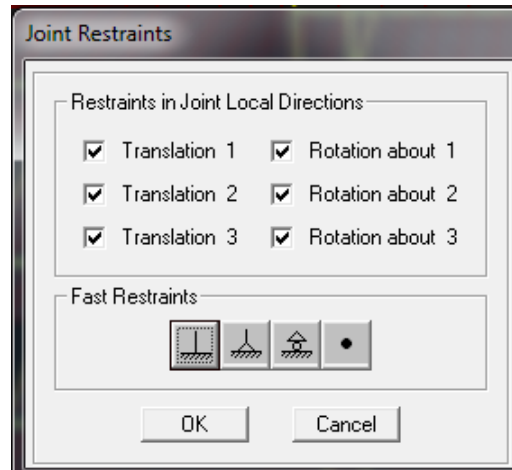 Joint Restraints
Restraints in Joint Local Directions
Translation 1 Rotation about 1
Translation 2 Rotation about 2
Translation 3 Rotation about 3
Fast Restraints
OK Cancel